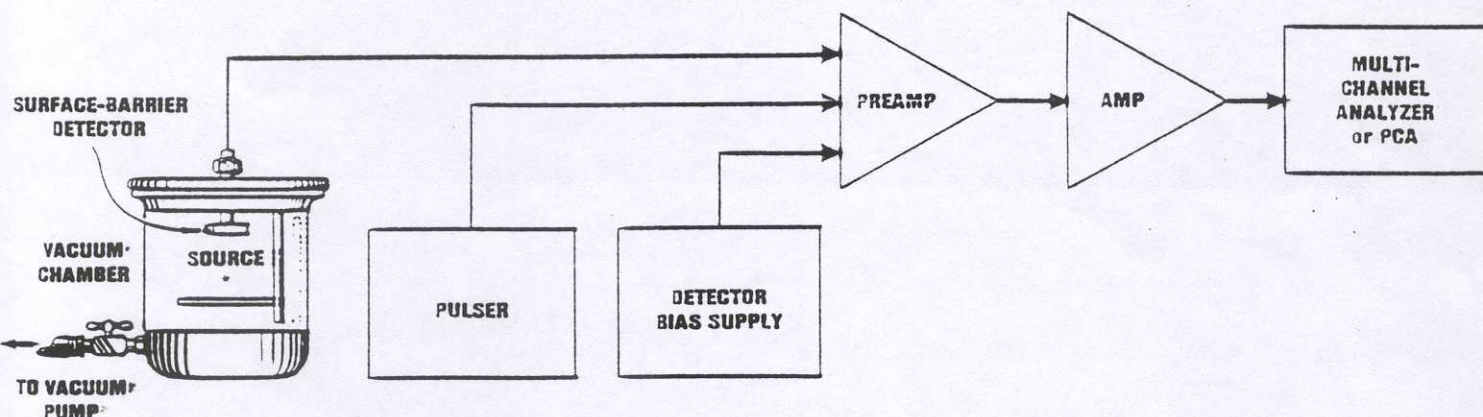 SURFACE-BARRIER
DETECTOR
VACUUM
CHAMBER
SOURCE
TO VACUUM
PUMP
PULSER
DETECTOR
BIAS SUPPLY
PREAMP
AMP
MULTI-
CHANNEL
ANALYZER
or PCA